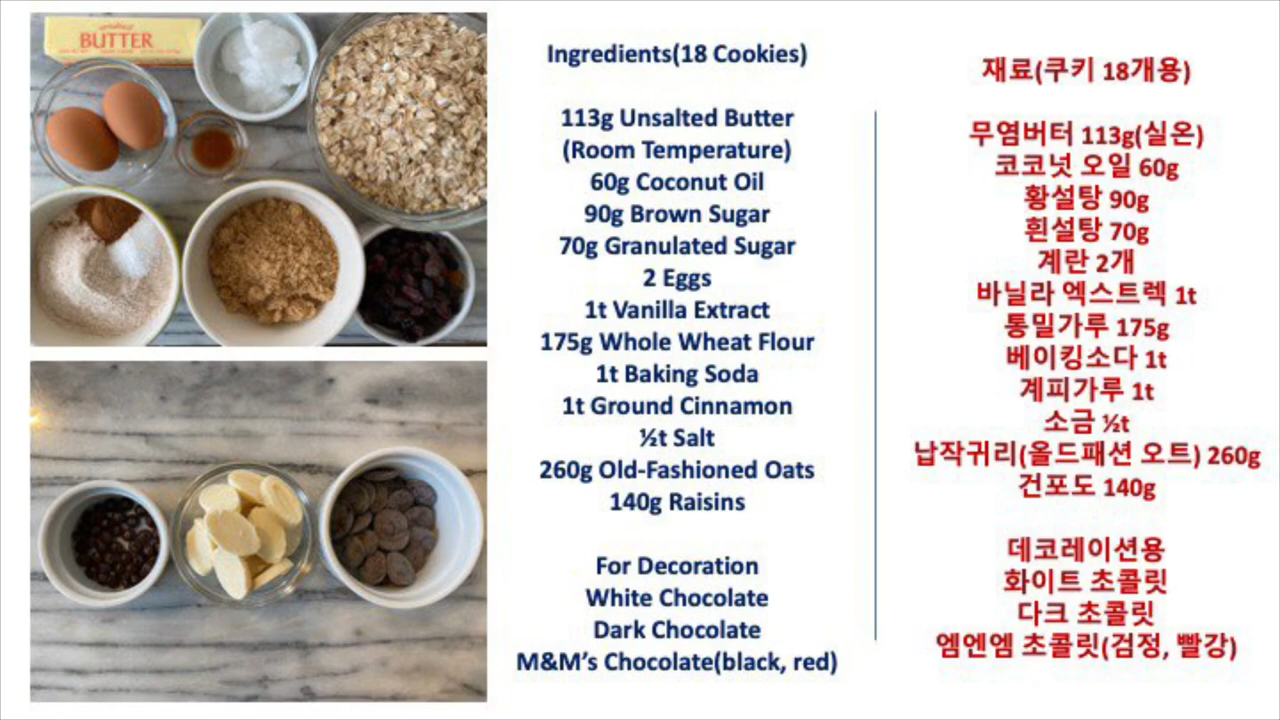 BUTTER
Ingredients(18 Cookies)
113g Unsalted Butter
(Room Temperature)
60g Coconut Oil
90g Brown Sugar
70g Granulated Sugar
2 Eggs
1t Vanilla Extract
175g Whole Wheat Flour
1t Baking Soda
1t Ground Cinnamon
½t Salt
260g Old-Fashioned Oats
140g Raisins
For Decoration
White Chocolate
Dark Chocolate
M&M’s Chocolate(black, red)
재료(쿠키 18개용)
무염버터 113g(실온)
코코넛 오일 60g
황설탕 90g
흰설탕 70g
계란 2개
바닐라 엑스트렉 1t
통밀가루 175g
베이킹소다 1t
계피가루 1t
소금 ½t
납작귀리(올드패션 오트) 260g
건포도 140g
데코레이션용
화이트 초콜릿
다크 초콜릿
엠엔엠 초콜릿(검정, 빨강)